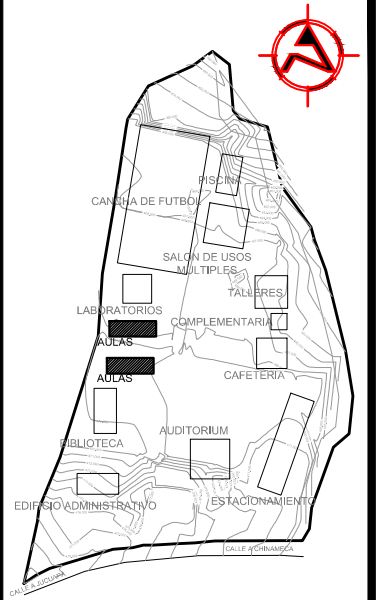 PISCINA
CANCHA DE FUTBOL
SALON DE USOS
MULTIPLES
TALLERES
LABORATORIOS
COMPLEMENTARIA
AULAS
AULAS
CAFETERIA
BIBLIOTECA
AUDITORIUM
EDIFICIO ADMINISTRATIVO
ESTACIONAMIENTO
CALLE A CHINAMECA
CALLE A JUCUAPA